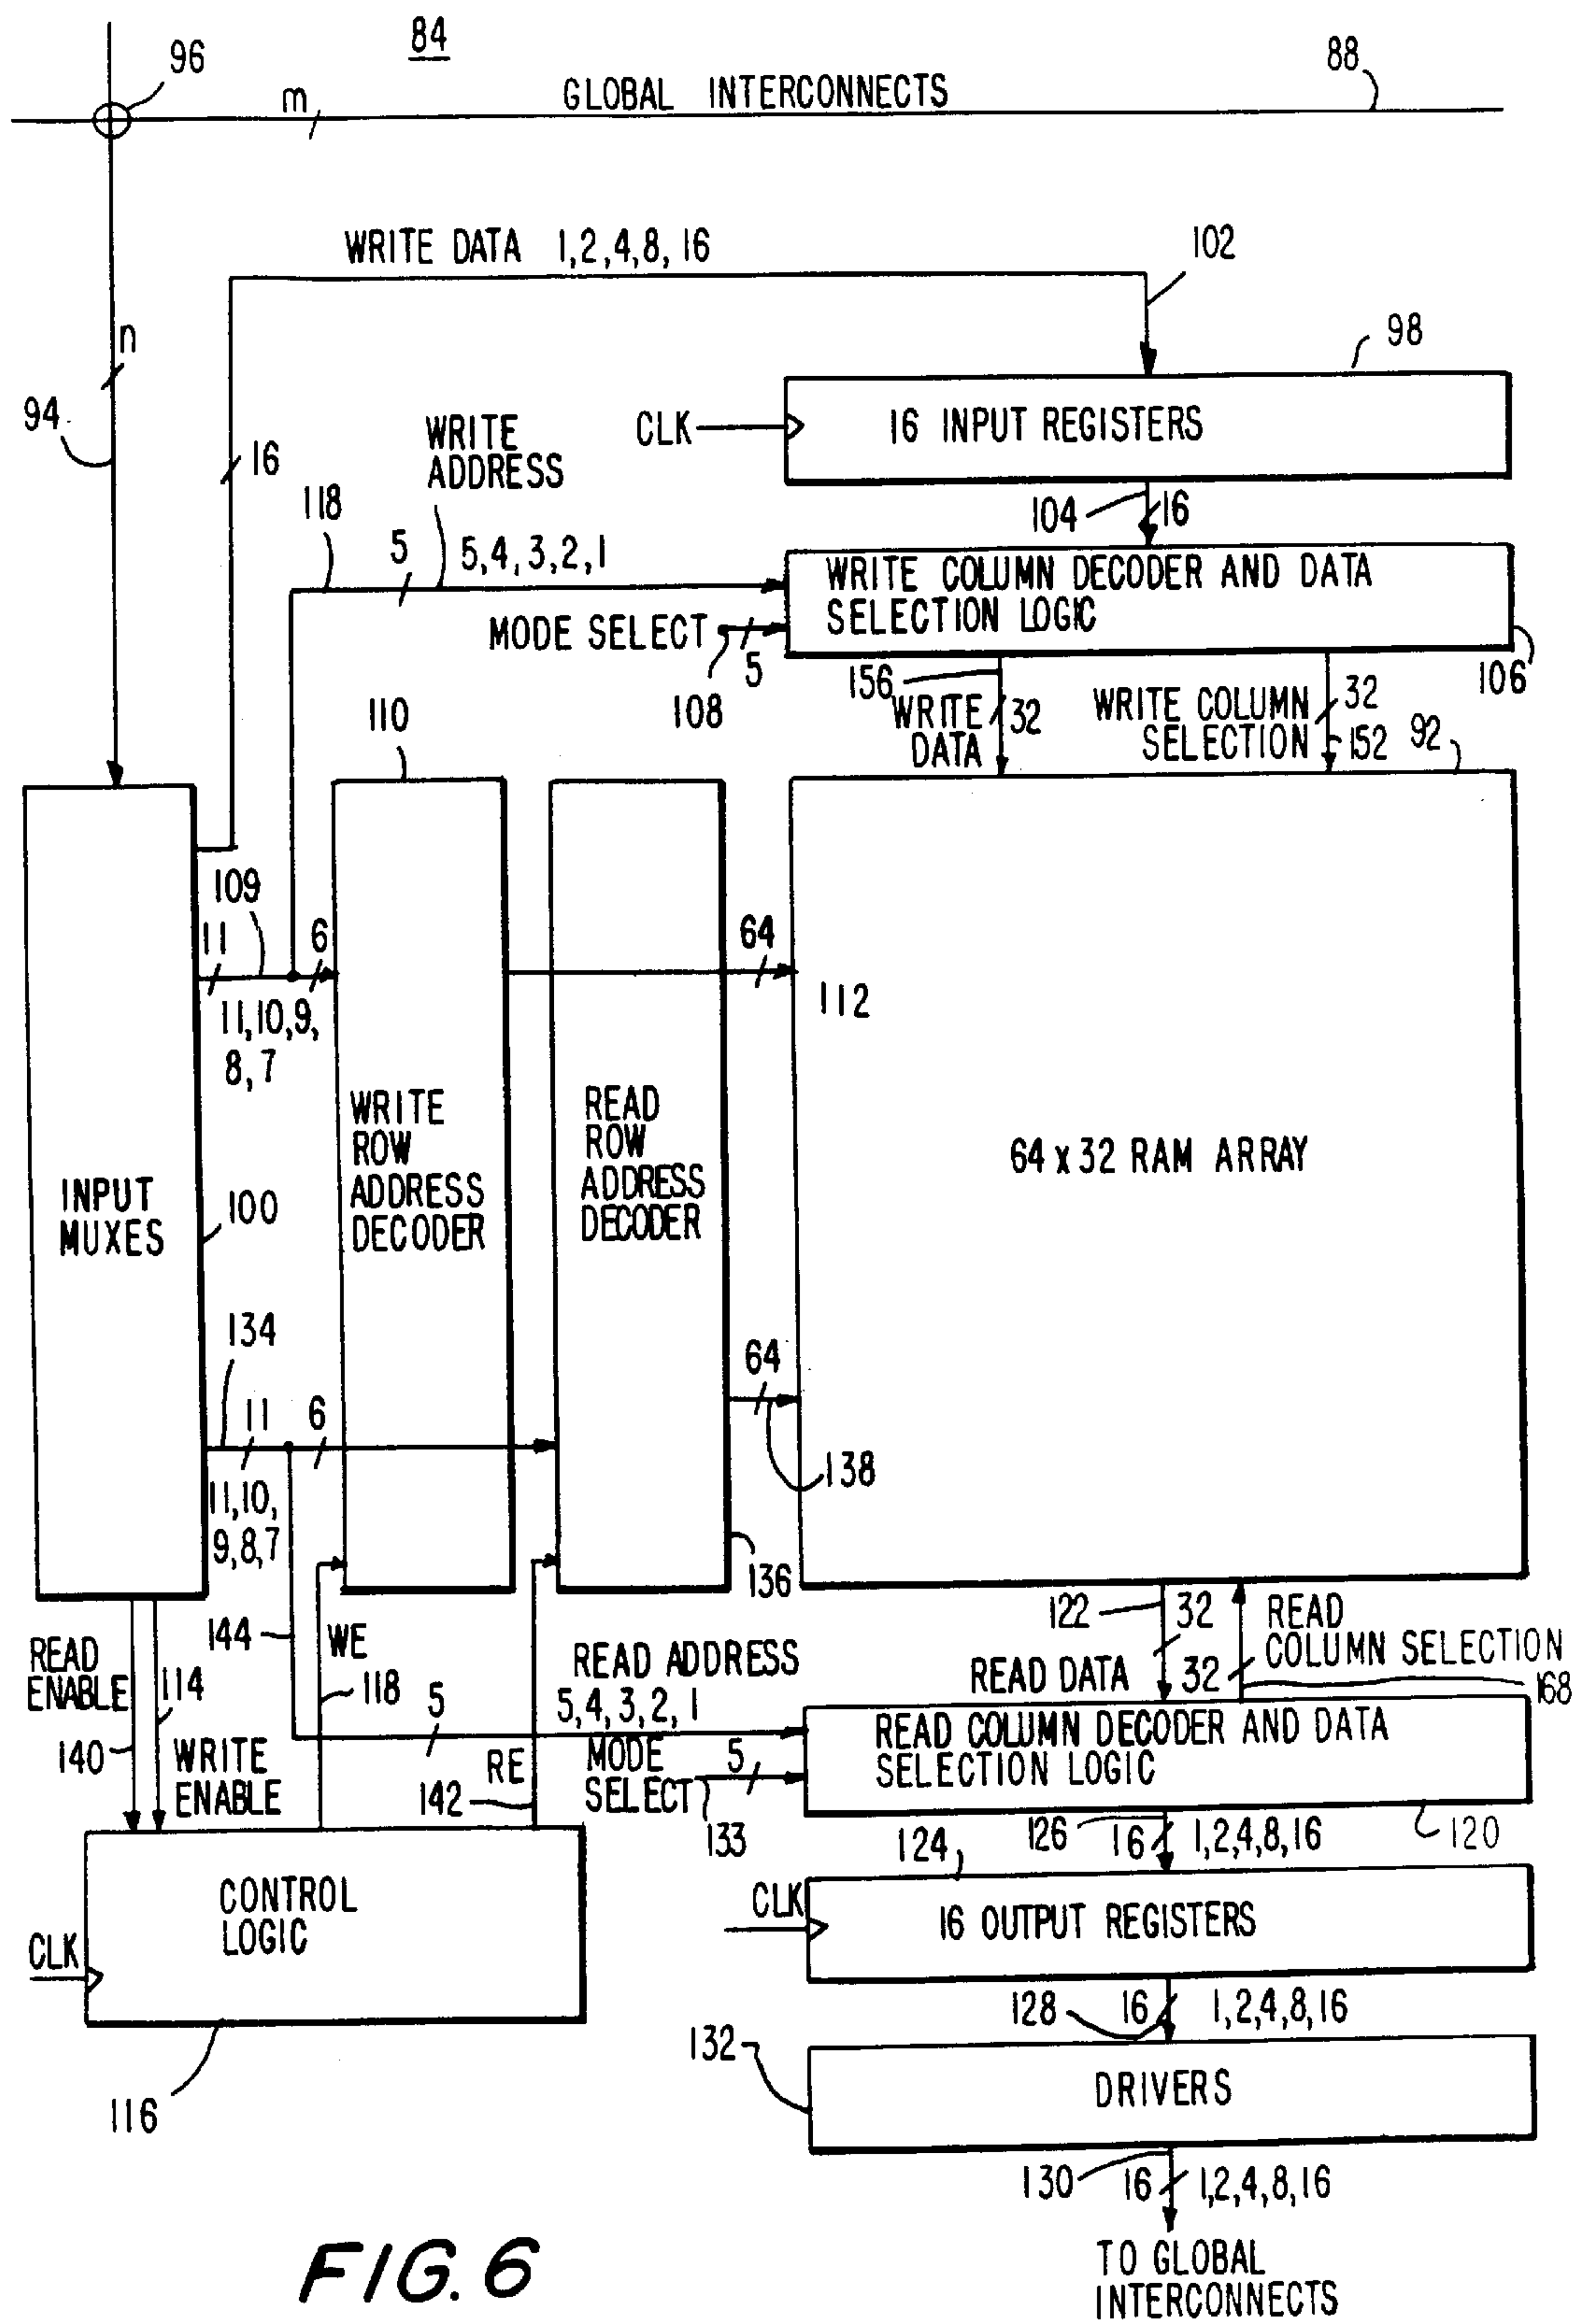 84
96
m
GLOBAL INTERCONNECTS
88
WRITE DATA 1,2,4,8,16
102
n
98
94
WRITE
ADDRESS
CLK
16 INPUT REGISTERS
16
118
104
16
5
5,4,3,2,1
WRITE COLUMN DECODER AND DATA
SELECTION LOGIC
MODE SELECT
5
108
106
156
WRITE
DATA
32
WRITE COLUMN
SELECTION
32
152
92
110
109
11
6
64
11,10,9,
8,7
112
WRITE
ROW
ADDRESS
DECODER
READ
ROW
ADDRESS
DECODER
64 x 32 RAM ARRAY
INPUT
MUXES
100
134
64
11
6
138
11,10,
9,8,7
136
144
WE
122
32
READ
COLUMN SELECTION
READ
ENABLE
114
118
READ ADDRESS
5,4,3,2,1
READ DATA
32
168
5
140
WRITE
ENABLE
RE
142
MODE
SELECT
5
133
READ COLUMN DECODER AND DATA
SELECTION LOGIC
126
16
1,2,4,8,16
120
124
CONTROL
LOGIC
CLK
CLK
16 OUTPUT REGISTERS
128
16
1,2,4,8,16
132
116
DRIVERS
130
16
1,2,4,8,16
TO GLOBAL
INTERCONNECTS
FIG. 6